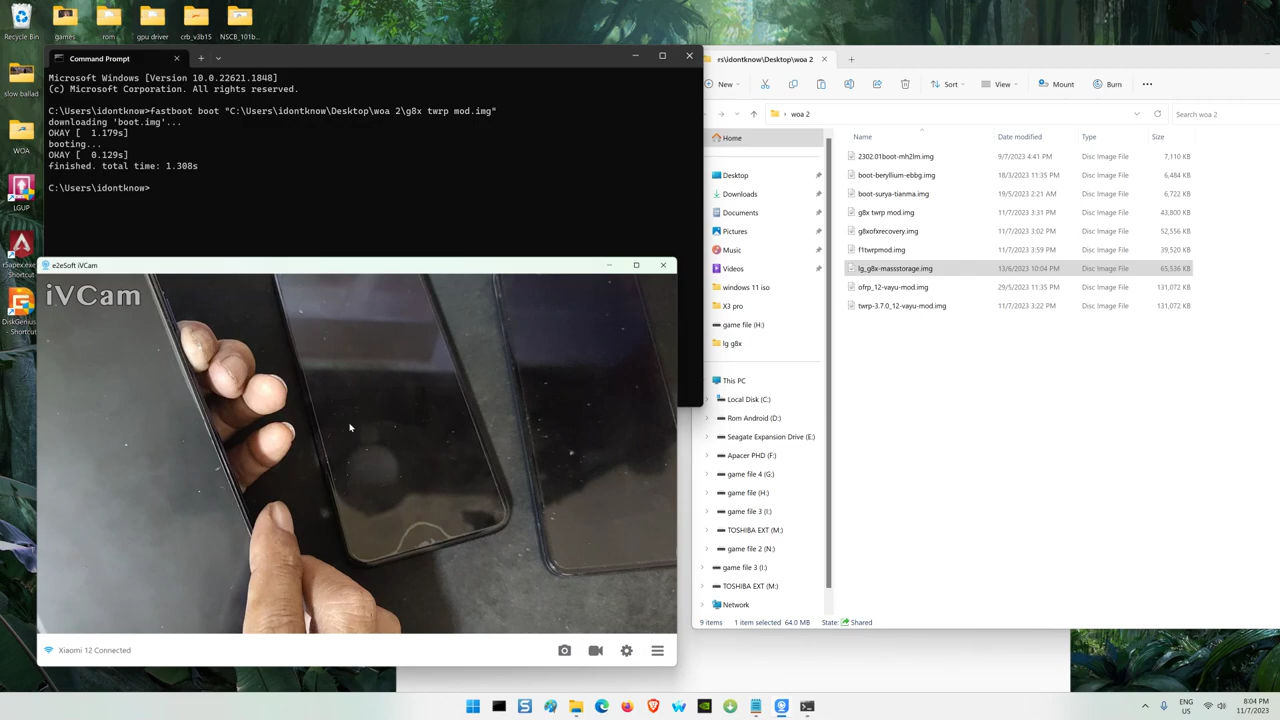 Recycle Bin
games
rom
gpu driver
crb_v3b15
NSCB_101b...
slow ballad
WOA
LGUP
r5apex.exe
Shortcut
DiskGenius -
Shortcut
Command Prompt
Microsoft Windows [Version 10.0.22621.1848]
(c) Microsoft Corporation. All rights reserved.
C:\Users\idontknow>fastboot boot "C:\Users\idontknow\Desktop\woa 2\g8x twrp mod.img"
downloading 'boot.img'...
OKAY [  1.179s]
booting...
OKAY [  0.129s]
finished. total time: 1.308s
C:\Users\idontknow>
e2eSoft iVCam
iVCam
Xiaomi 12 Connected
rs\idontknow\Desktop\woa 2
New
Sort
View
Mount
Burn
woa 2
Search woa 2
Home
Desktop
Downloads
Documents
Pictures
Music
Videos
windows 11 iso
X3 pro
game file (H:)
lg g8x
This PC
Local Disk (C:)
Rom Android (D:)
Seagate Expansion Drive (E:)
Apacer PHD (F:)
game file 4 (G:)
game file (H:)
game file 3 (I:)
TOSHIBA EXT (M:)
game file 2 (N:)
game file 3 (I:)
TOSHIBA EXT (M:)
Network
Name Date modified Type Size
2302.01boot-mh2lm.img 9/7/2023 4:41 PM Disc Image File 7,110 KB
boot-beryllium-ebbg.img 18/3/2023 11:35 PM Disc Image File 6,484 KB
boot-surya-tianma.img 19/5/2023 2:21 AM Disc Image File 6,722 KB
g8x twrp mod.img 11/7/2023 3:31 PM Disc Image File 43,800 KB
g8xofxrecovery.img 11/7/2023 3:02 PM Disc Image File 52,556 KB
f1twrpmod.img 11/7/2023 3:59 PM Disc Image File 39,520 KB
lg_g8x-massstorage.img 13/6/2023 10:04 PM Disc Image File 65,536 KB
ofrp_12-vayu-mod.img 29/5/2023 11:35 PM Disc Image File 131,072 KB
twrp-3.7.0_12-vayu-mod.img 11/7/2023 3:22 PM Disc Image File 131,072 KB
9 items 1 item selected 64.0 MB State: Shared
ENG
US
8:04 PM
11/7/2023